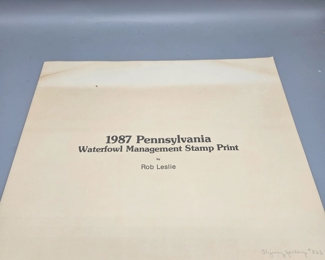 1987 Pennsylvania
Waterfowl Management Stamp Print
by
Rob Leslie